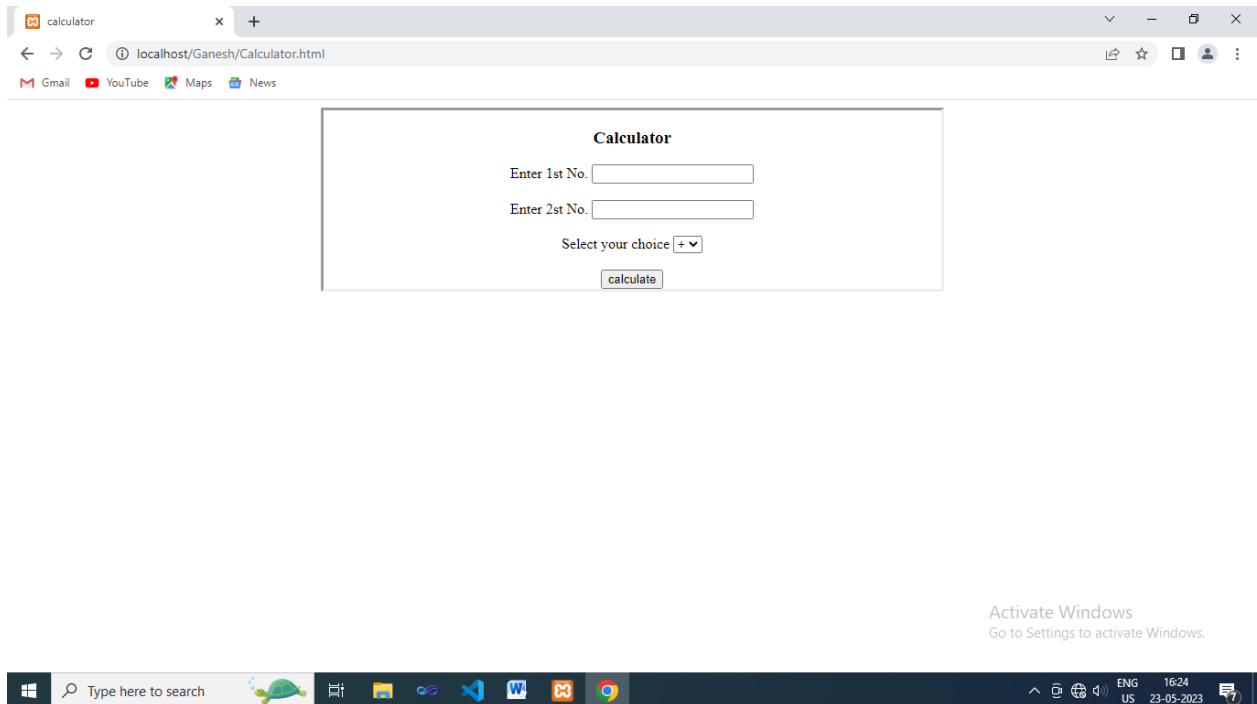 calculator
localhost/Ganesh/Calculator.html
Gmail YouTube Maps News
Calculator
Enter 1st No.
Enter 2st No.
Select your choice +
calculate
Activate Windows
Go to Settings to activate Windows.
Type here to search
ENG 16:24
US 23-05-2023
7